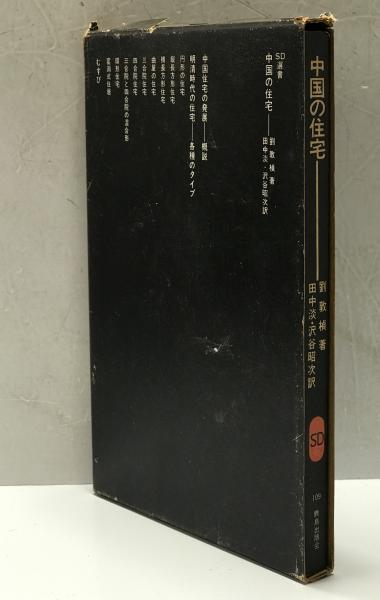 SD選書
中国の住宅——劉敦楨著
田中淡・沢谷昭次訳
中国住宅の発展——概説
明清時代の住宅——各種のタイプ
円形の住宅
縦長方形住宅
横長方形住宅
曲尺の住宅
三合院住宅
四合院住宅
三合院と四合院の混合形
環形住宅
窰洞式住居
むすび
中国の住宅——劉敦楨著
田中淡・沢谷昭次訳
SD
109
鹿島出版会